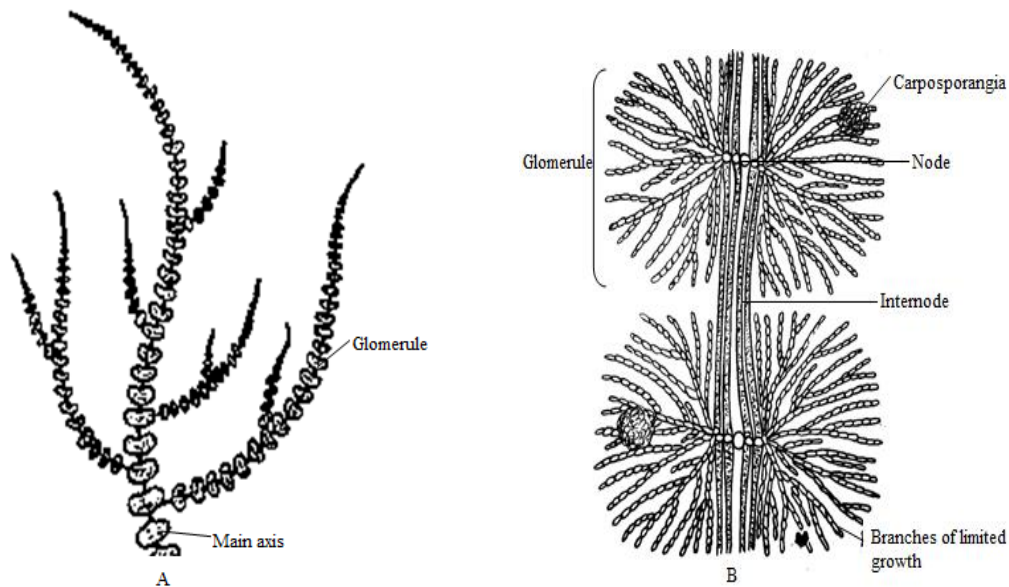 Glomerule
Main axis
A
Carposporangia
Glomerule
Node
Internode
Branches of limited
growth
B